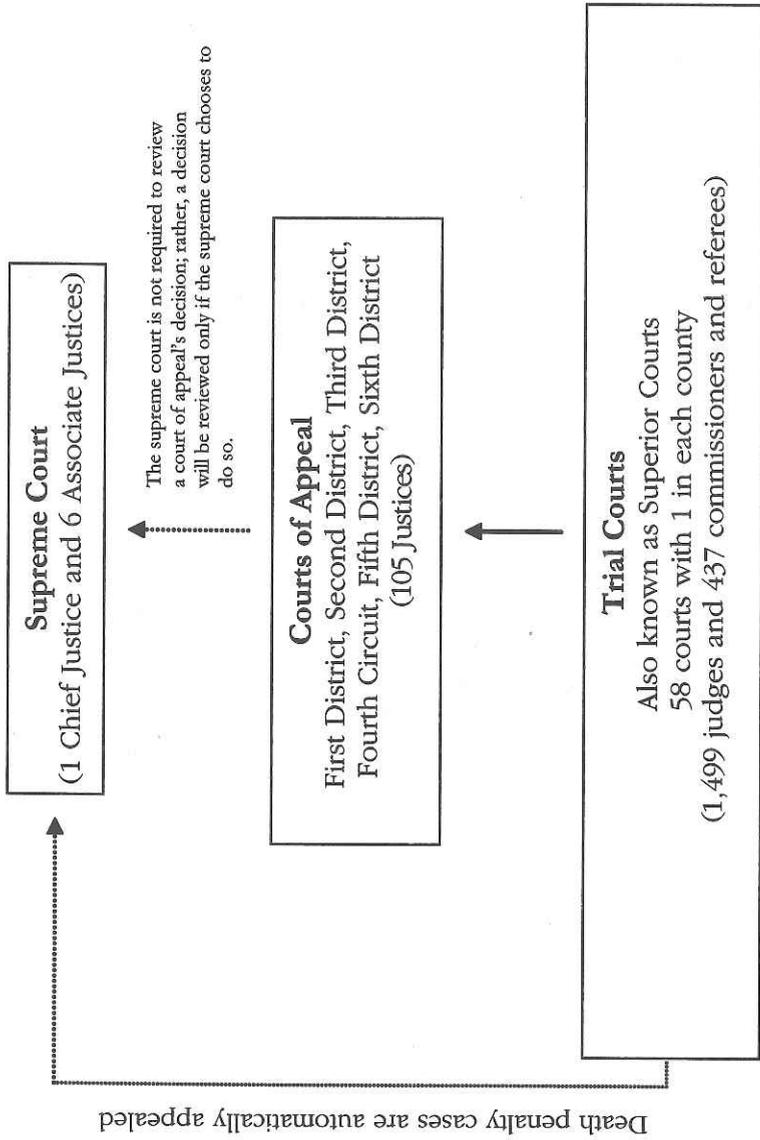 Supreme Court
(1 Chief Justice and 6 Associate Justices)
The supreme court is not required to review
a court of appeal's decision; rather, a decision
will be reviewed only if the supreme court chooses to
do so.
Courts of Appeal
First District, Second District, Third District,
Fourth Circuit, Fifth District, Sixth District
(105 Justices)
Trial Courts
Also known as Superior Courts
58 courts with 1 in each county
(1,499 judges and 437 commissioners and referees)
Death penalty cases are automatically appealed